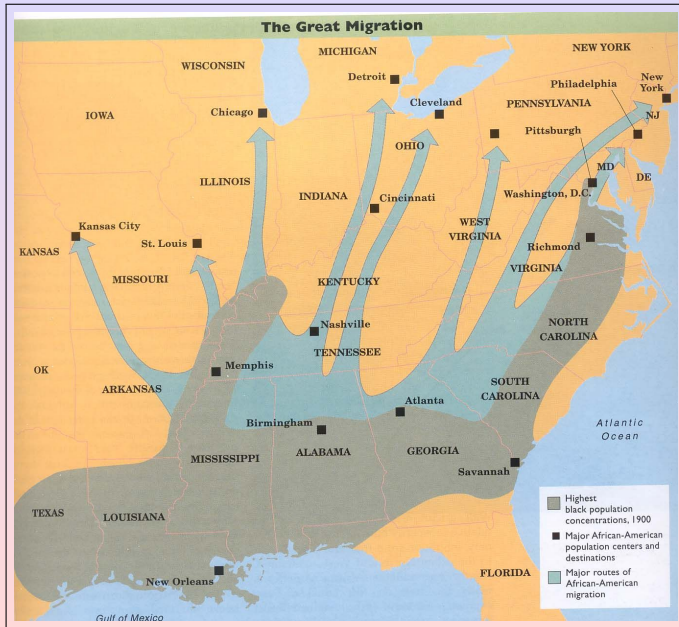 The Great Migration
MICHIGAN
NEW YORK
WISCONSIN
Detroit
Philadelphia
New
York
Cleveland
PENNSYLVANIA
Chicago
IOWA
NJ
Pittsburgh
OHIO
MD
ILLINOIS
DE
INDIANA
Cincinnati
Washington, D.C.
WEST
VIRGINIA
Kansas City
St. Louis
Richmond
KANSAS
VIRGINIA
MISSOURI
KENTUCKY
Nashville
NORTH
CAROLINA
TENNESSEE
Memphis
OK
ARKANSAS
SOUTH
CAROLINA
Atlanta
Birmingham
Atlantic
Ocean
MISSISSIPPI
ALABAMA
GEORGIA
Savannah
TEXAS
LOUISIANA
Highest
black population
concentrations, 1900
Major African-American
population centers and
destinations
Major routes of
African-American
migration
New Orleans
FLORIDA
Gulf of Mexico